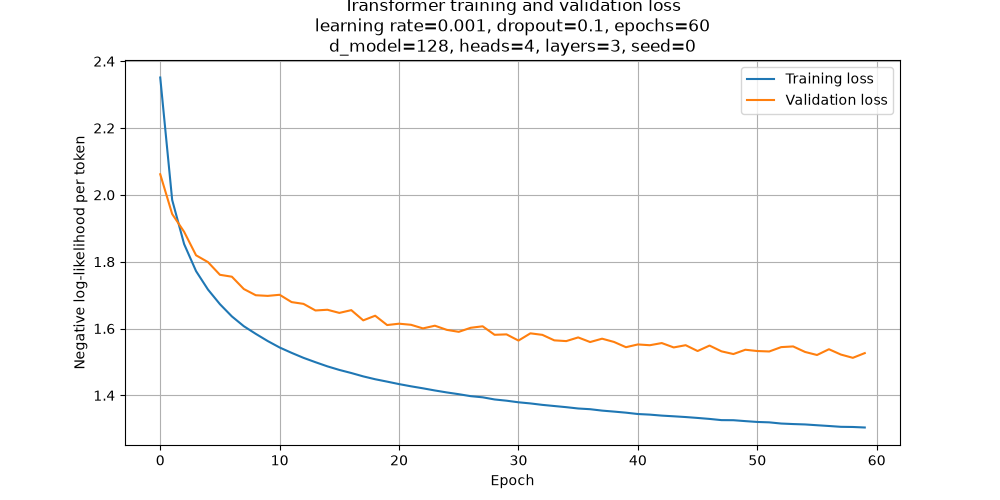 Transformer training and validation loss
learning rate=0.001, dropout=0.1, epochs=60
d_model=128, heads=4, layers=3, seed=0
Training loss
Validation loss
Negative log-likelihood per token
2.4
2.2
2.0
1.8
1.6
1.4
0 10 20 30 40 50 60
Epoch